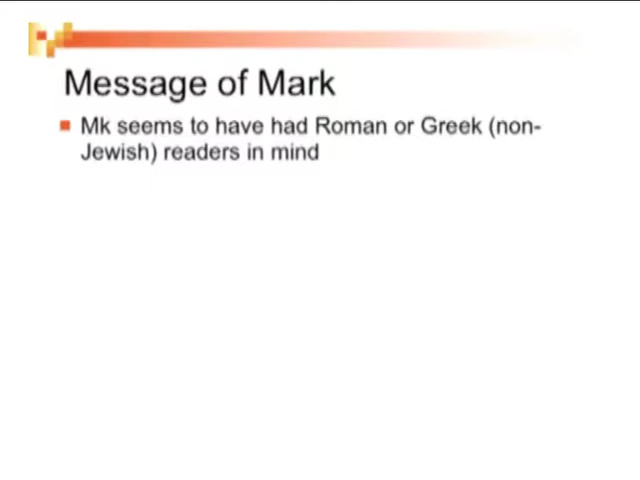 Message of Mark
Mk seems to have had Roman or Greek (non-
Jewish) readers in mind